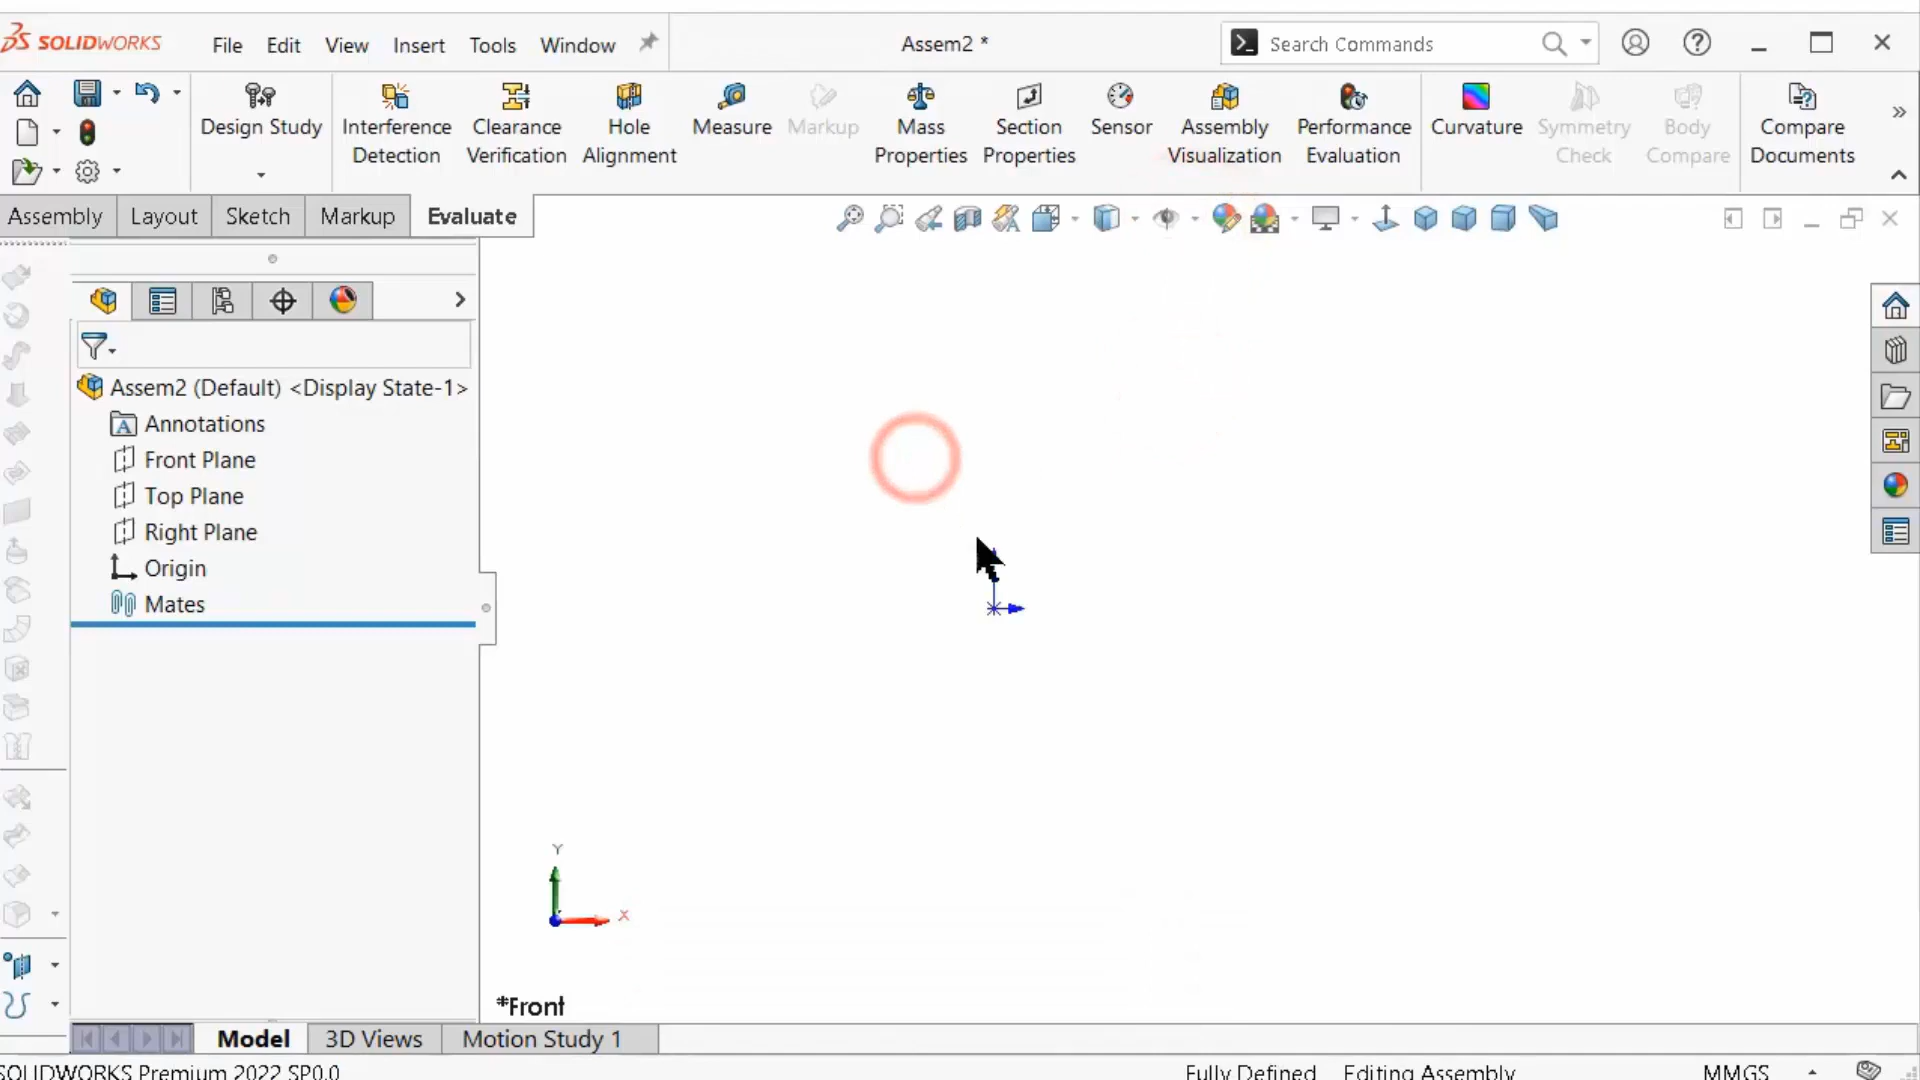 SOLIDWORKS
File Edit View Insert Tools Window
Assem2 *
Search Commands
Design Study
Interference Detection
Clearance Verification
Hole Alignment
Measure
Markup
Mass Properties
Section Properties
Sensor
Assembly Visualization
Performance Evaluation
Curvature
Symmetry Check
Body Compare
Compare Documents
Assembly Layout Sketch Markup Evaluate
Assem2 (Default) <Display State-1>
Annotations
Front Plane
Top Plane
Right Plane
Origin
Mates
Y
X
*Front
Model 3D Views Motion Study 1
SOLIDWORKS Premium 2022 SP0.0
Fully Defined Editing Assembly MMGS